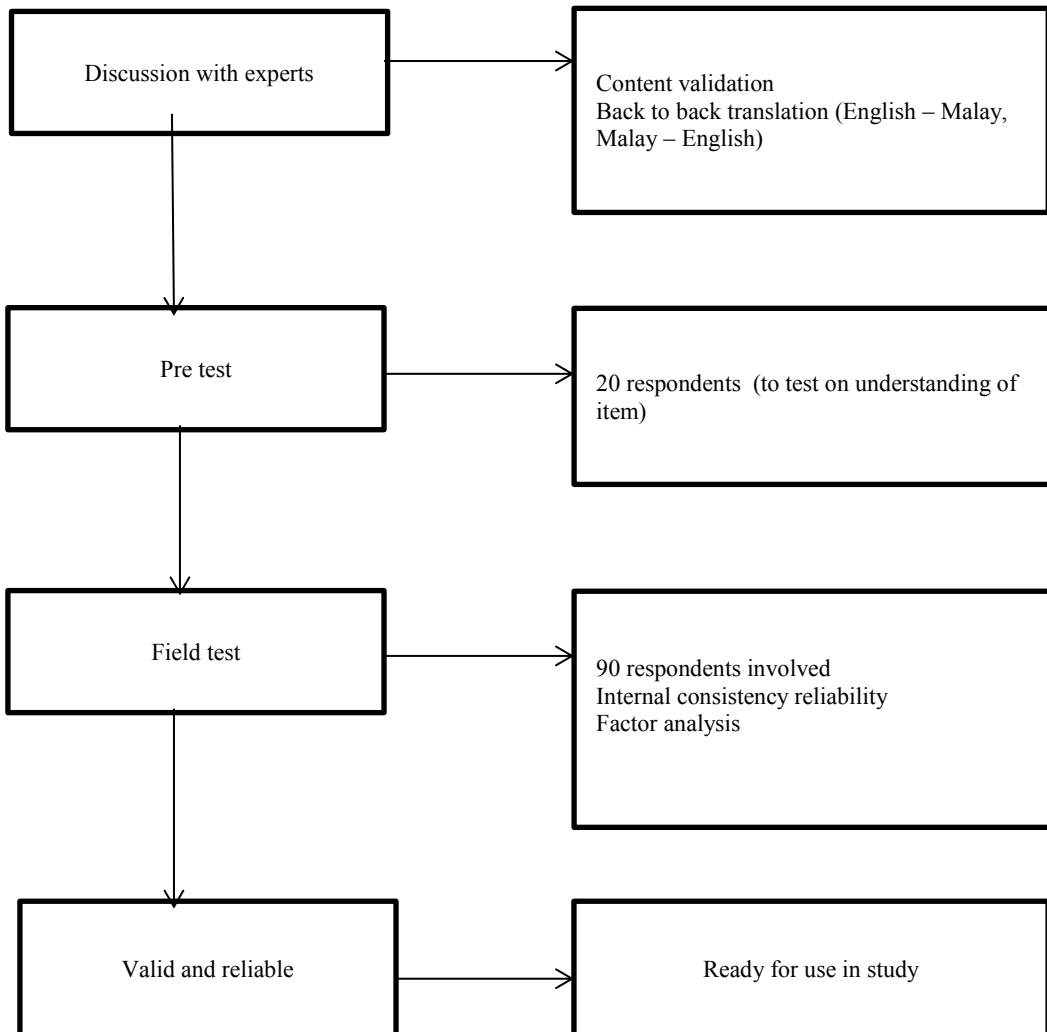 Discussion with experts
Content validation
Back to back translation (English – Malay,
Malay – English)
Pre test
20 respondents  (to test on understanding of
item)
Field test
90 respondents involved
Internal consistency reliability
Factor analysis
Valid and reliable
Ready for use in study